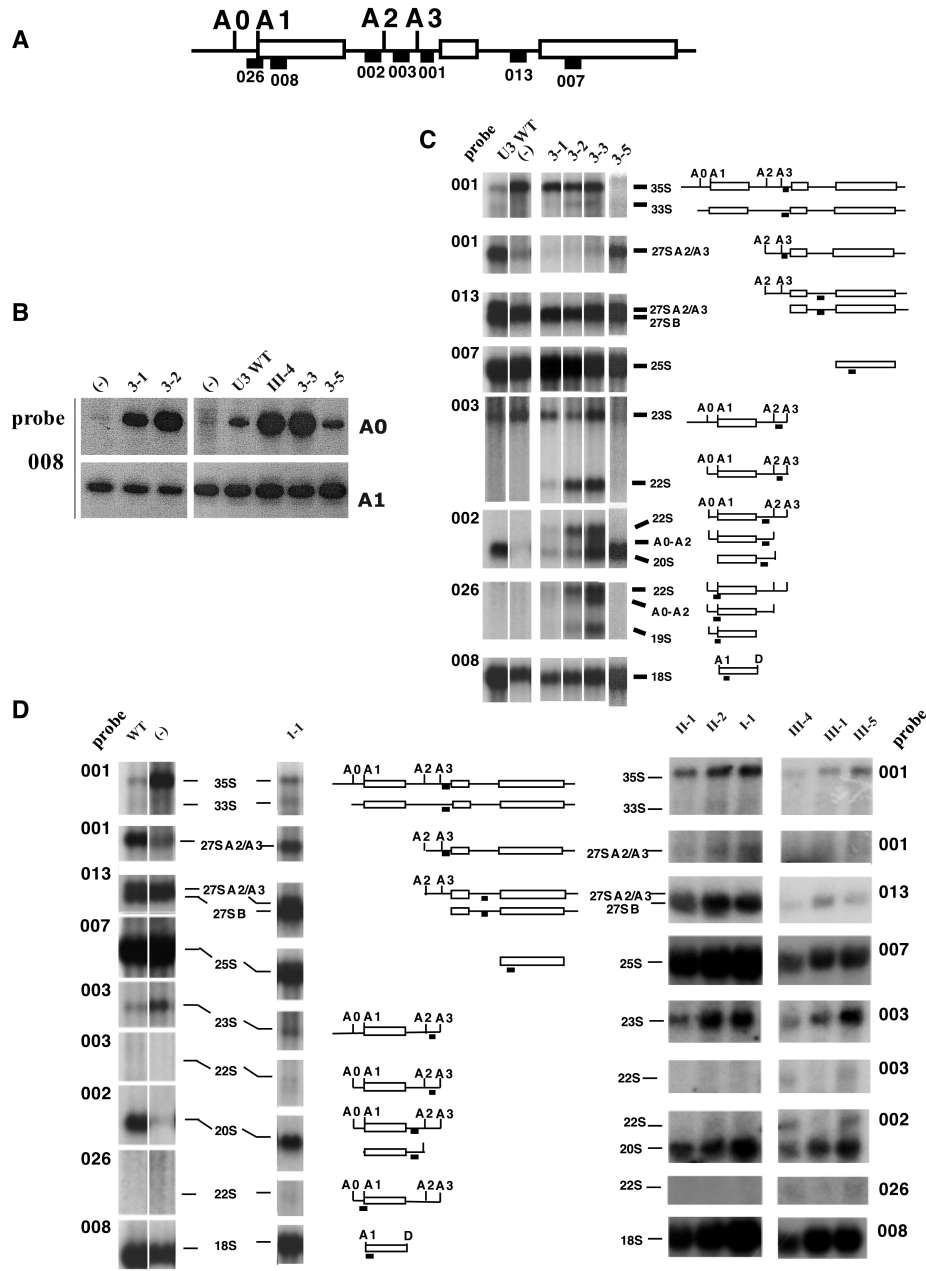 A
A0 A1 A2 A3
026 008 002 003 001 013 007
C
probe U3 WT (-) 3-1 3-2 3-3 3-5
001 35S A0 A1 A2 A3
33S
001 27SA2/A3 A2 A3
013 27SA2/A3 A2 A3
27SB
007 25S
003 23S A0 A1 A2 A3
22S A0 A1 A2 A3
002 22S A0 A1 A2 A3
A0-A2
20S
026 22S
A0-A2
19S
008 18S A1 D
B
(-) 3-1 3-2 (-) U3 WT III-4 3-3 3-5
probe
008
A0
A1
D
probe WT (-) 1-1 II-1 II-2 I-1 III-4 III-1 III-5 probe
001 35S A0 A1 A2 A3 35S 001
33S 33S
001 27SA2/A3 A2 A3 27SA2/A3 001
013 27SA2/A3 A2 A3 27SA2/A3 013
27SB 27SB
007 25S 25S 007
003 23S A0 A1 A2 A3 23S 003
003 22S A0 A1 A2 A3 22S 003
002 A0 A1 A2 A3 22S 002
20S 20S
026 22S A0 A1 A2 A3 22S 026
008 18S A1 D 18S 008